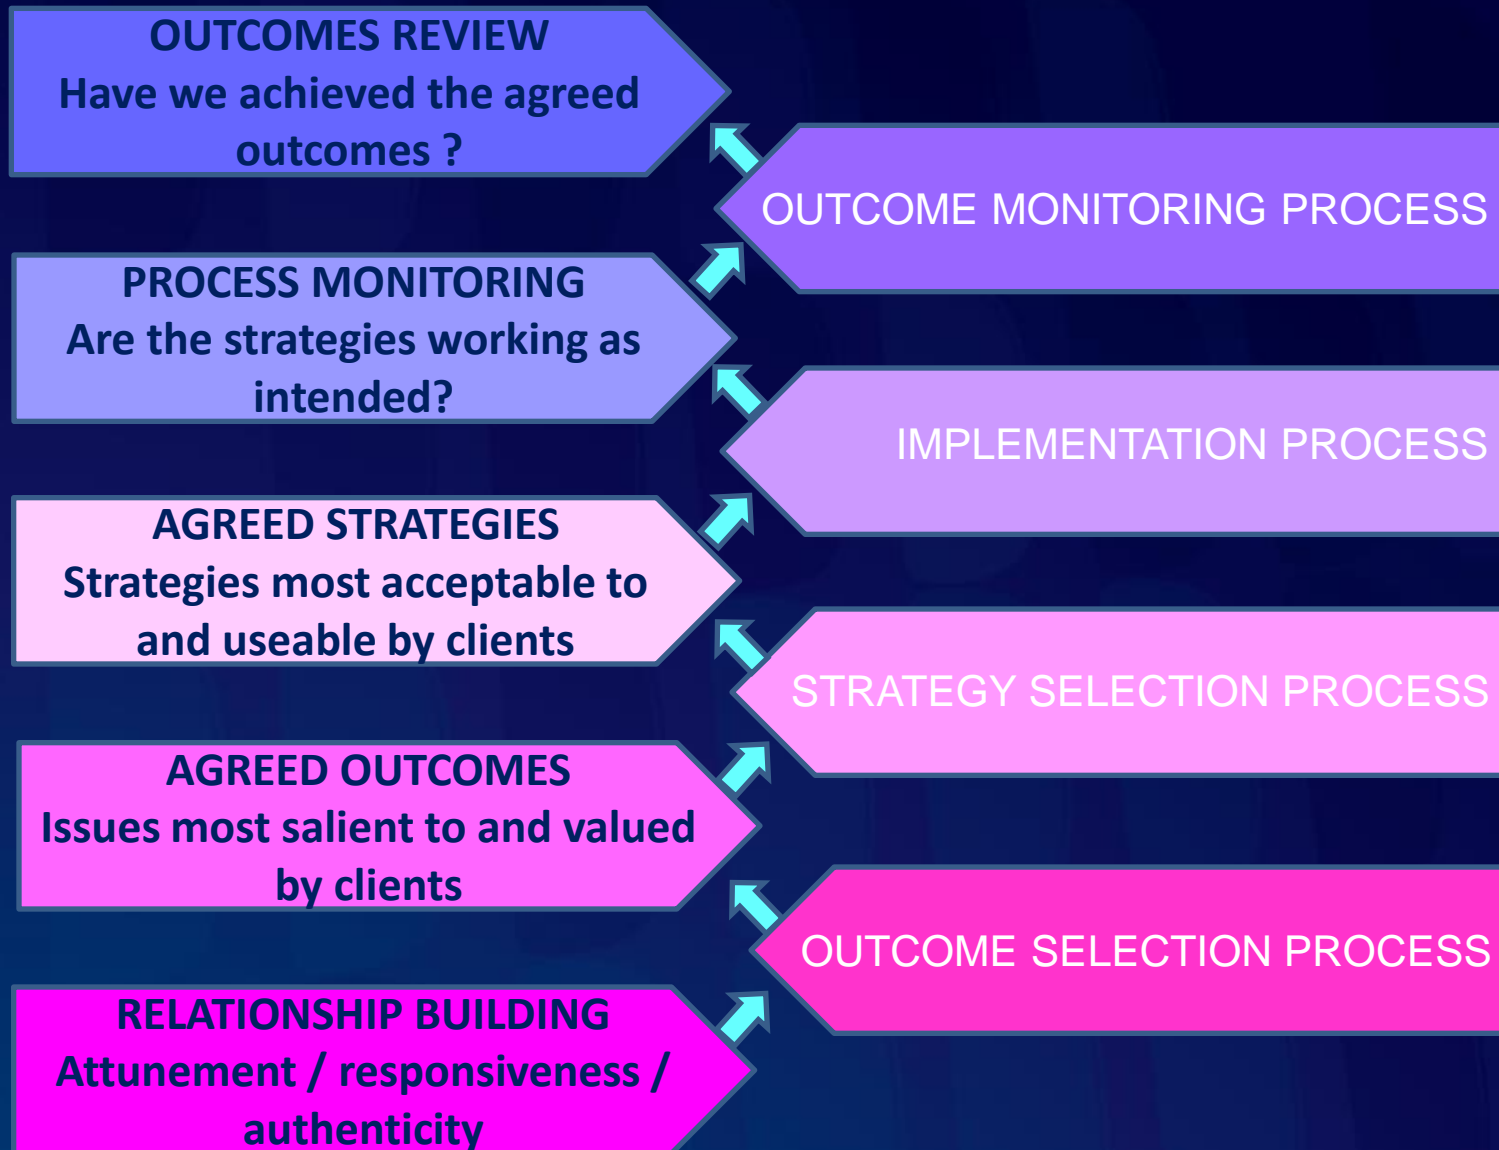 OUTCOMES REVIEW
Have we achieved the agreed
outcomes ?
OUTCOME MONITORING PROCESS
PROCESS MONITORING
Are the strategies working as
intended?
IMPLEMENTATION PROCESS
AGREED STRATEGIES
Strategies most acceptable to
and useable by clients
STRATEGY SELECTION PROCESS
AGREED OUTCOMES
Issues most salient to and valued
by clients
OUTCOME SELECTION PROCESS
RELATIONSHIP BUILDING
Attunement / responsiveness /
authenticity